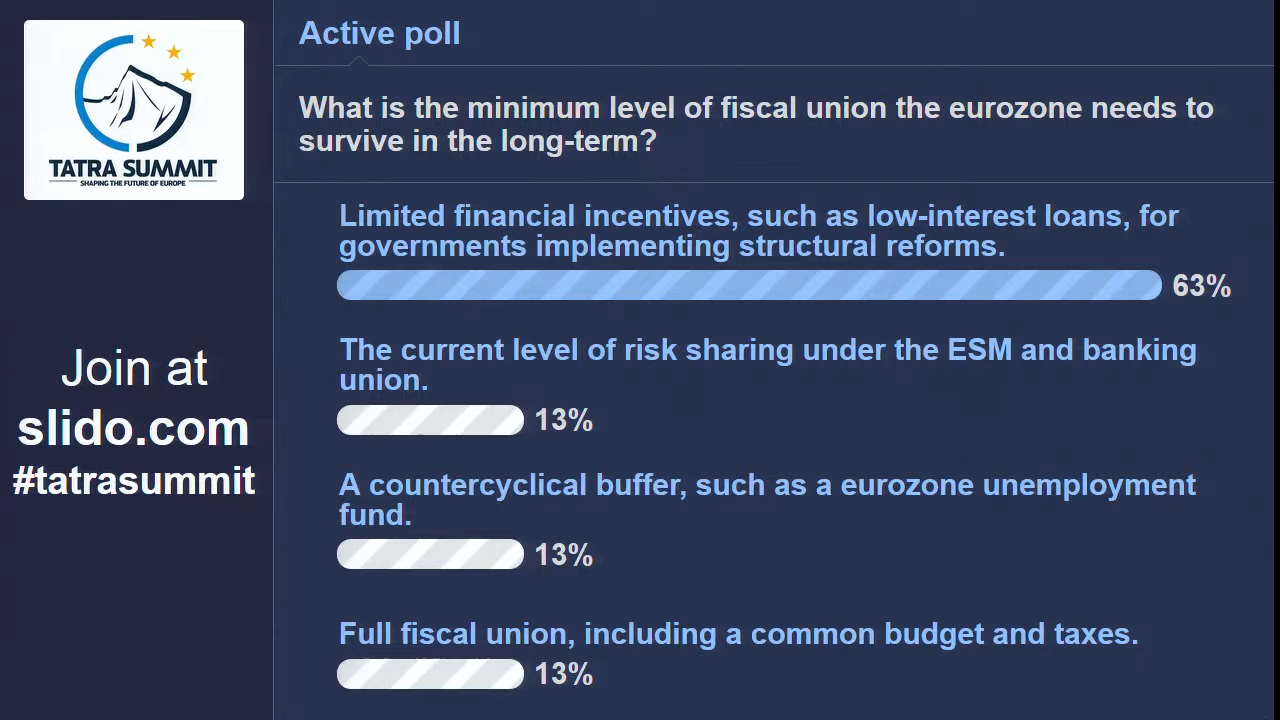 TATRA SUMMIT
SHAPING THE FUTURE OF EUROPE
Join at
slido.com
#tatrasummit
Active poll
What is the minimum level of fiscal union the eurozone needs to
survive in the long-term?
Limited financial incentives, such as low-interest loans, for
governments implementing structural reforms.
63%
The current level of risk sharing under the ESM and banking
union.
13%
A countercyclical buffer, such as a eurozone unemployment
fund.
13%
Full fiscal union, including a common budget and taxes.
13%